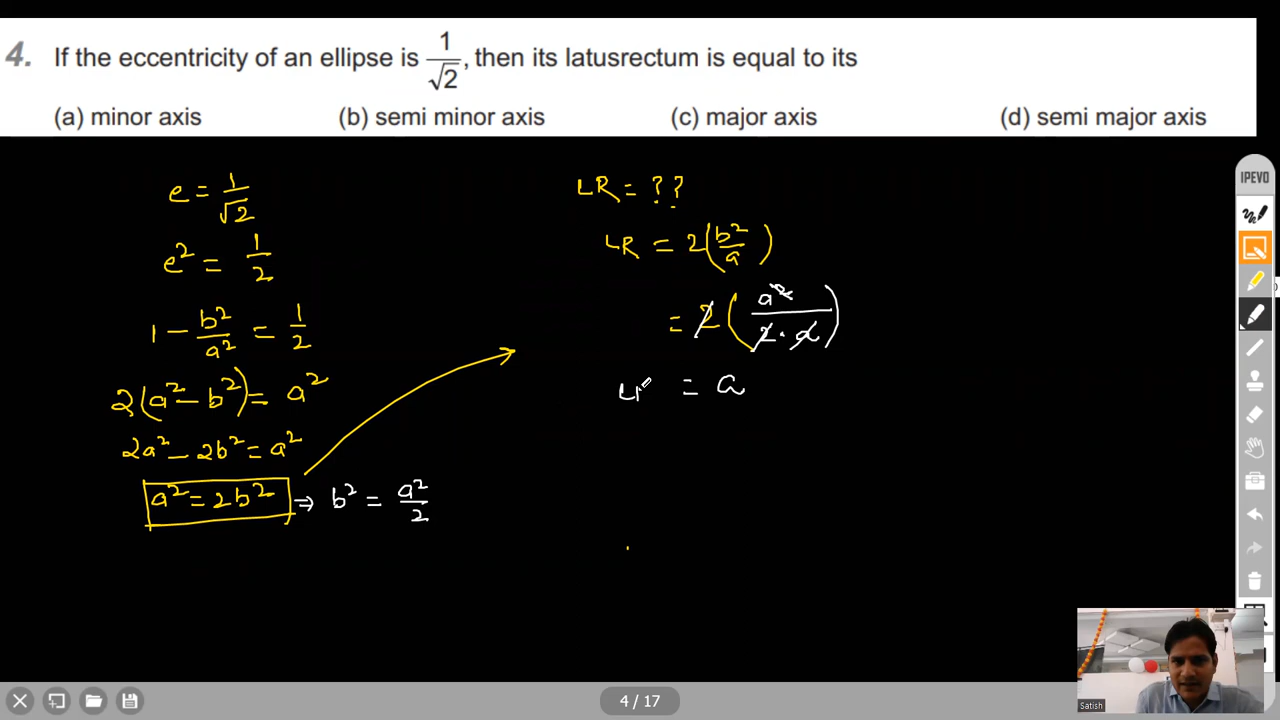 4. If the eccentricity of an ellipse is 1/√2, then its latusrectum is equal to its
(a) minor axis (b) semi minor axis (c) major axis (d) semi major axis
e = 1/√2
e² = 1/2
1 - b²/a² = 1/2
2(a² - b²) = a²
2a² - 2b² = a²
a² = 2b² ⇒ b² = a²/2
LR = ??
LR = 2(b²/a)
= 2(a²/2·a)
= a
IPEVO
4 / 17
Satish